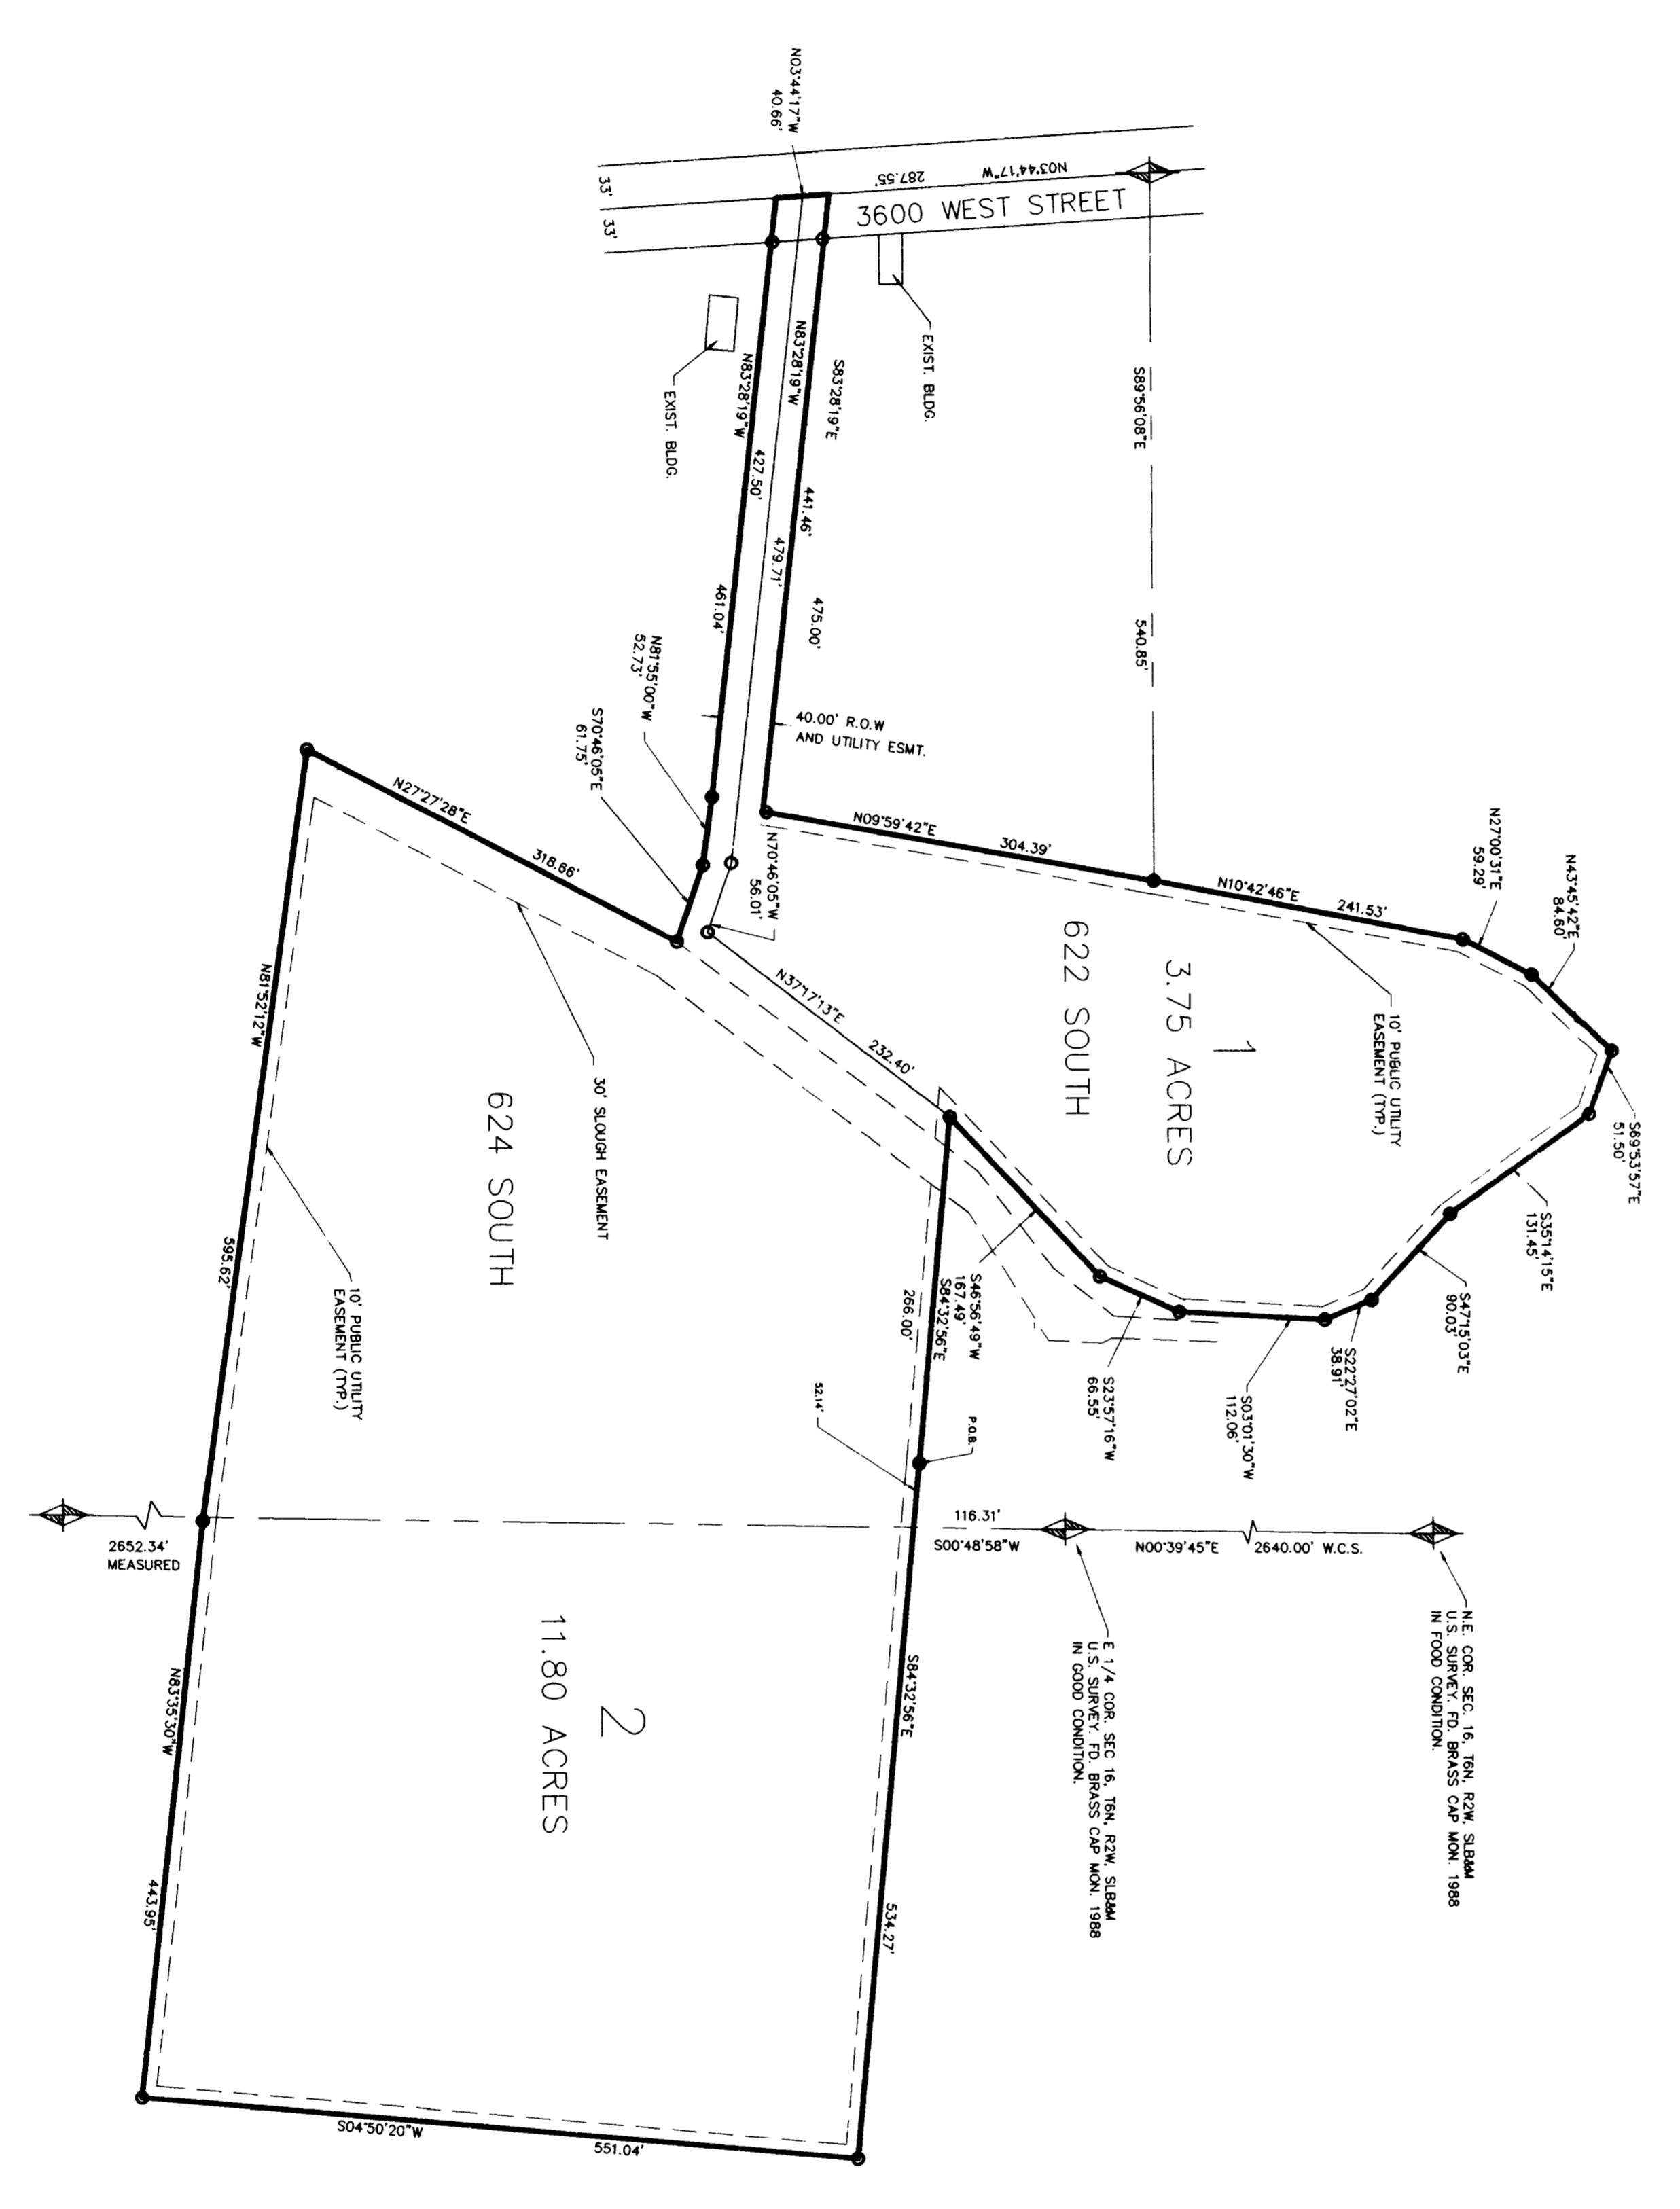 N03°44'17"W
40.66'
33'
33'
287.55'
N03°44'17"W
3600 WEST STREET
EXIST. BLDG.
EXIST. BLDG.
S89°56'08"E
540.85'
N83°28'19"W
427.50'
461.04'
N83°28'19"W
479.71'
S83°28'19"E
441.46'
475.00'
40.00' R.O.W
AND UTILITY ESMT.
N81°55'00"W
52.73'
S70°46'05"E
61.75'
N70°46'05"W
56.01'
N09°59'42"E
304.39'
N10°42'46"E
241.53'
N27°00'31"E
59.29'
N43°45'42"E
84.60'
S69°53'57"E
51.50'
S35°14'15"E
131.45'
S47°15'03"E
90.03'
S22°27'02"E
38.91'
S03°01'30"W
112.06'
S23°57'16"W
66.55'
S46°56'49"W
167.49'
S84°32'56"E
266.00'
10' PUBLIC UTILITY
EASEMENT (TYP.)
1
3.75 ACRES
622 SOUTH
N37°17'13"E
232.40'
N27°27'28"E
318.66'
30' SLOUGH EASEMENT
624 SOUTH
N81°52'12"W
595.62'
10' PUBLIC UTILITY
EASEMENT (TYP.)
52.14'
P.O.B.
116.31'
S00°48'58"W
N00°39'45"E
2640.00' W.C.S.
2652.34'
MEASURED
N.E. COR. SEC. 16, T6N, R2W, SLB&M
U.S. SURVEY. FD. BRASS CAP MON. 1988
IN FOOD CONDITION.
E 1/4 COR. SEC 16, T6N, R2W, SLB&M
U.S. SURVEY. FD. BRASS CAP MON. 1988
IN GOOD CONDITION.
S84°32'56"E
534.27'
2
11.80 ACRES
N83°35'30"W
443.95'
S04°50'20"W
551.04'